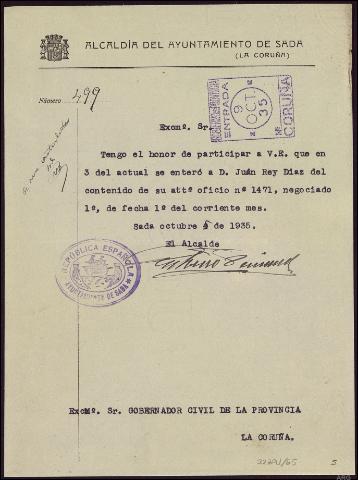 ALCALDÍA DEL AYUNTAMIENTO DE SADA
(LA CORUÑA)
Número 499
ENTRADA
9 OCT. 35
CORUÑA
Excmº. Sr.
Tengo el honor de participar a V.E. que en
3 del actual se enteró a D. Juán Rey Diaz del
contenido de su attº oficio nº 1471, negociado
1º, de fecha 1º del corriente mes.
Sada octubre de 1935.
El Alcalde
REPÚBLICA ESPAÑOLA
AYUNTAMIENTO DE SADA
ExcMº. Sr. GOBERNADOR CIVIL DE LA PROVINCIA
LA CORUÑA.
5